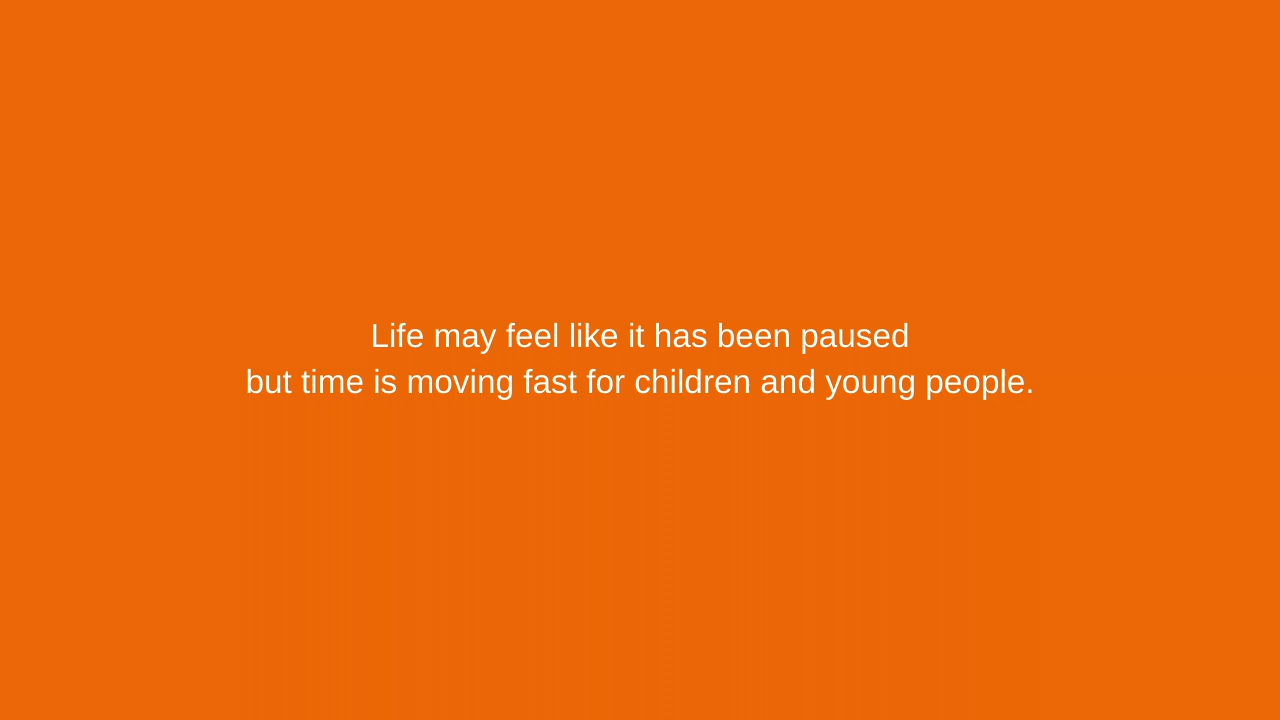 Life may feel like it has been paused
but time is moving fast for children and young people.